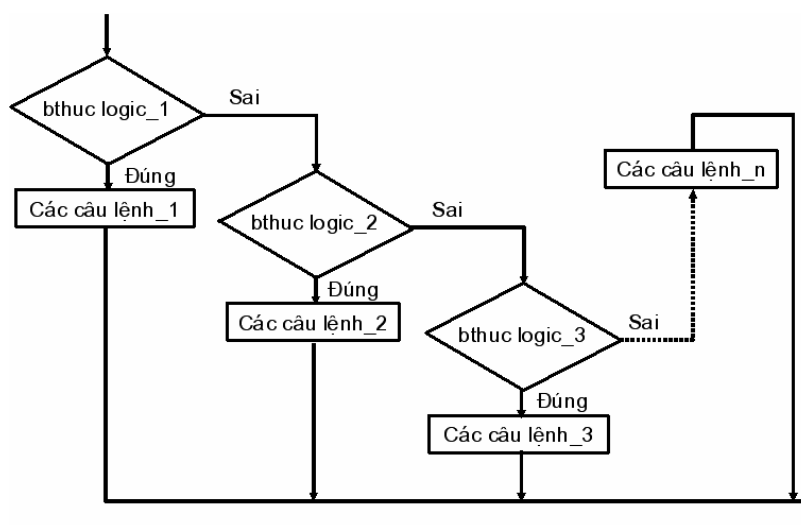 bthuc logic_1
Sai
Đúng
Các câu lệnh_1
bthuc logic_2
Sai
Đúng
Các câu lệnh_2
bthuc logic_3
Sai
Đúng
Các câu lệnh_3
Các câu lệnh_n